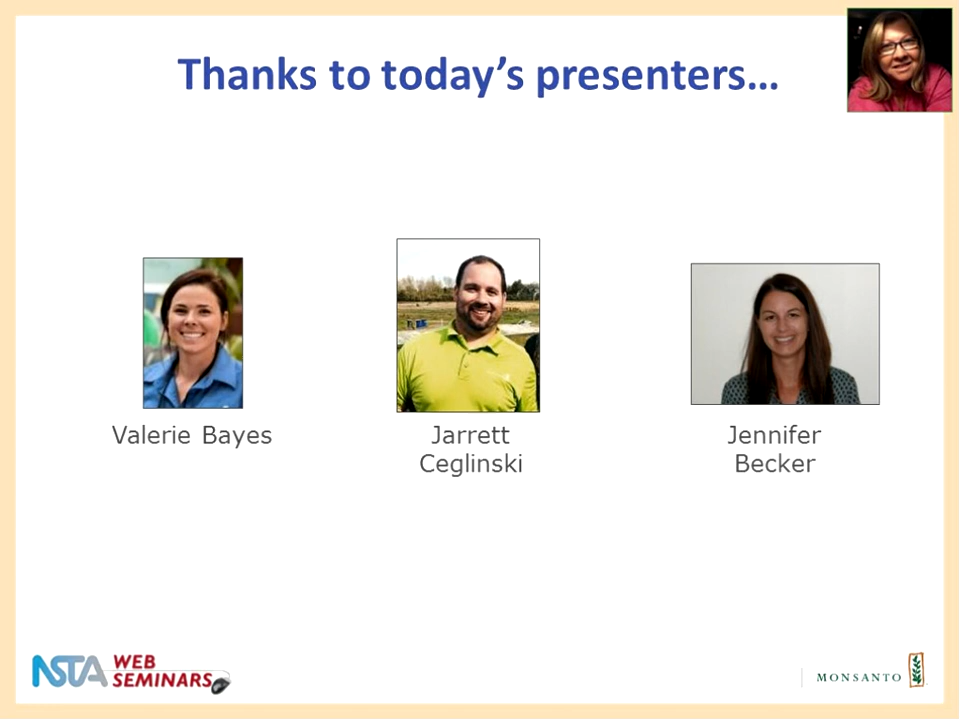 Thanks to today’s presenters…
Valerie Bayes
Jarrett
Ceglinski
Jennifer
Becker
NSTA WEB
SEMINARS
MONSANTO